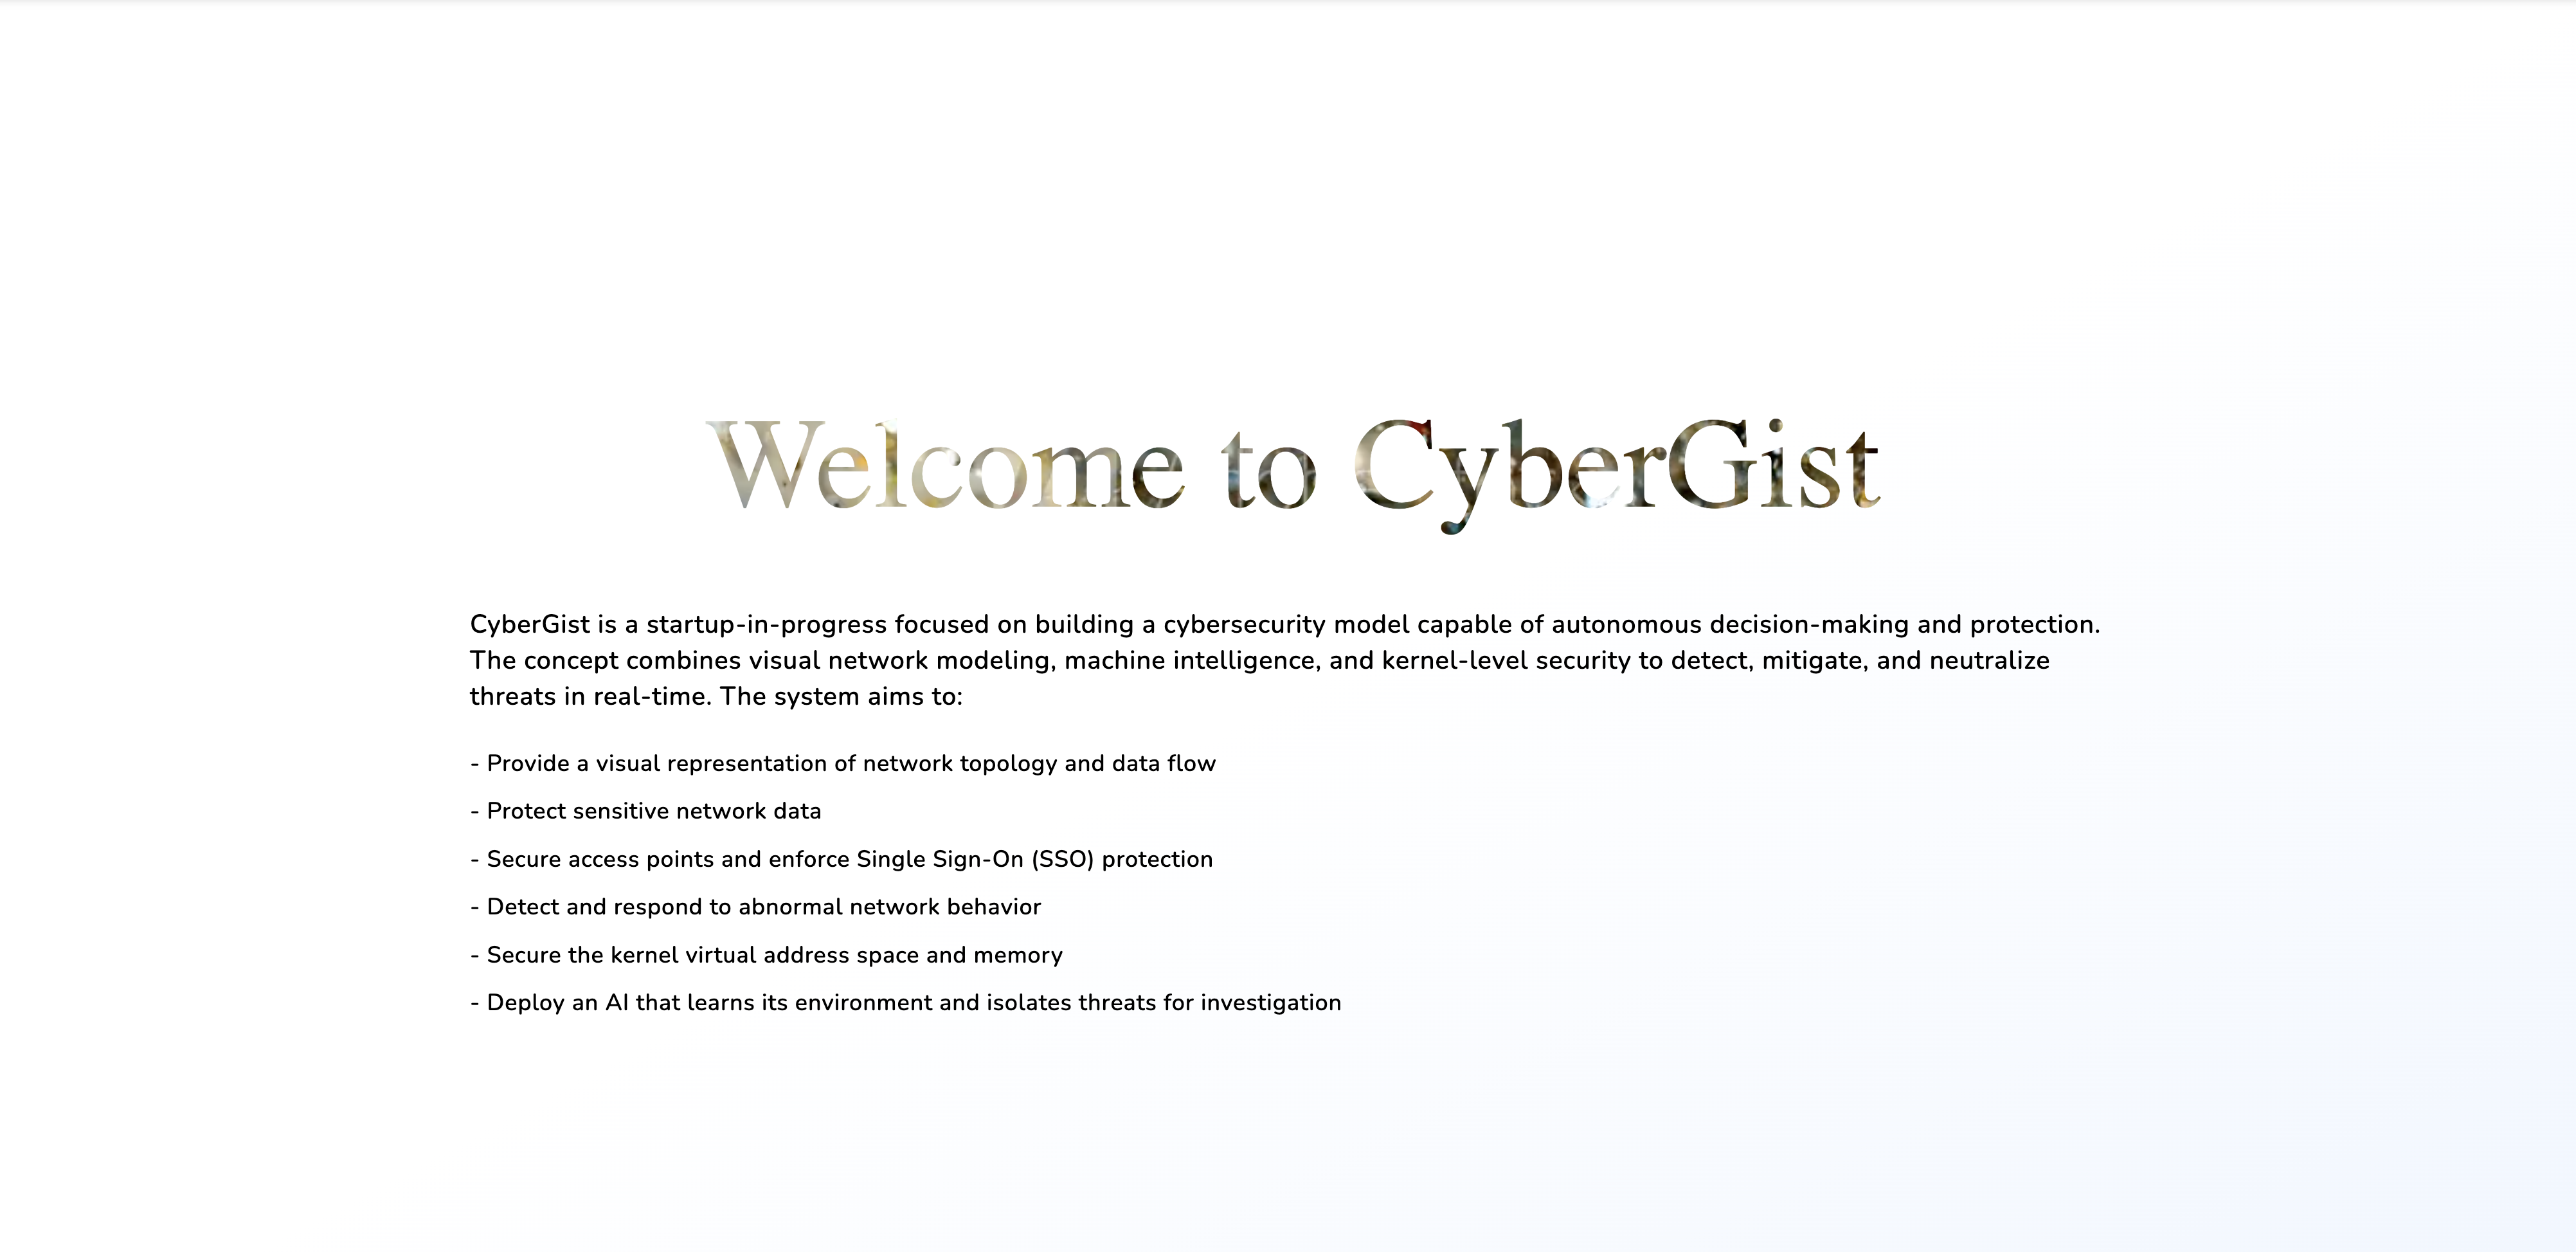 Welcome to CyberGist
CyberGist is a startup-in-progress focused on building a cybersecurity model capable of autonomous decision-making and protection.
The concept combines visual network modeling, machine intelligence, and kernel-level security to detect, mitigate, and neutralize
threats in real-time. The system aims to:
- Provide a visual representation of network topology and data flow
- Protect sensitive network data
- Secure access points and enforce Single Sign-On (SSO) protection
- Detect and respond to abnormal network behavior
- Secure the kernel virtual address space and memory
- Deploy an AI that learns its environment and isolates threats for investigation